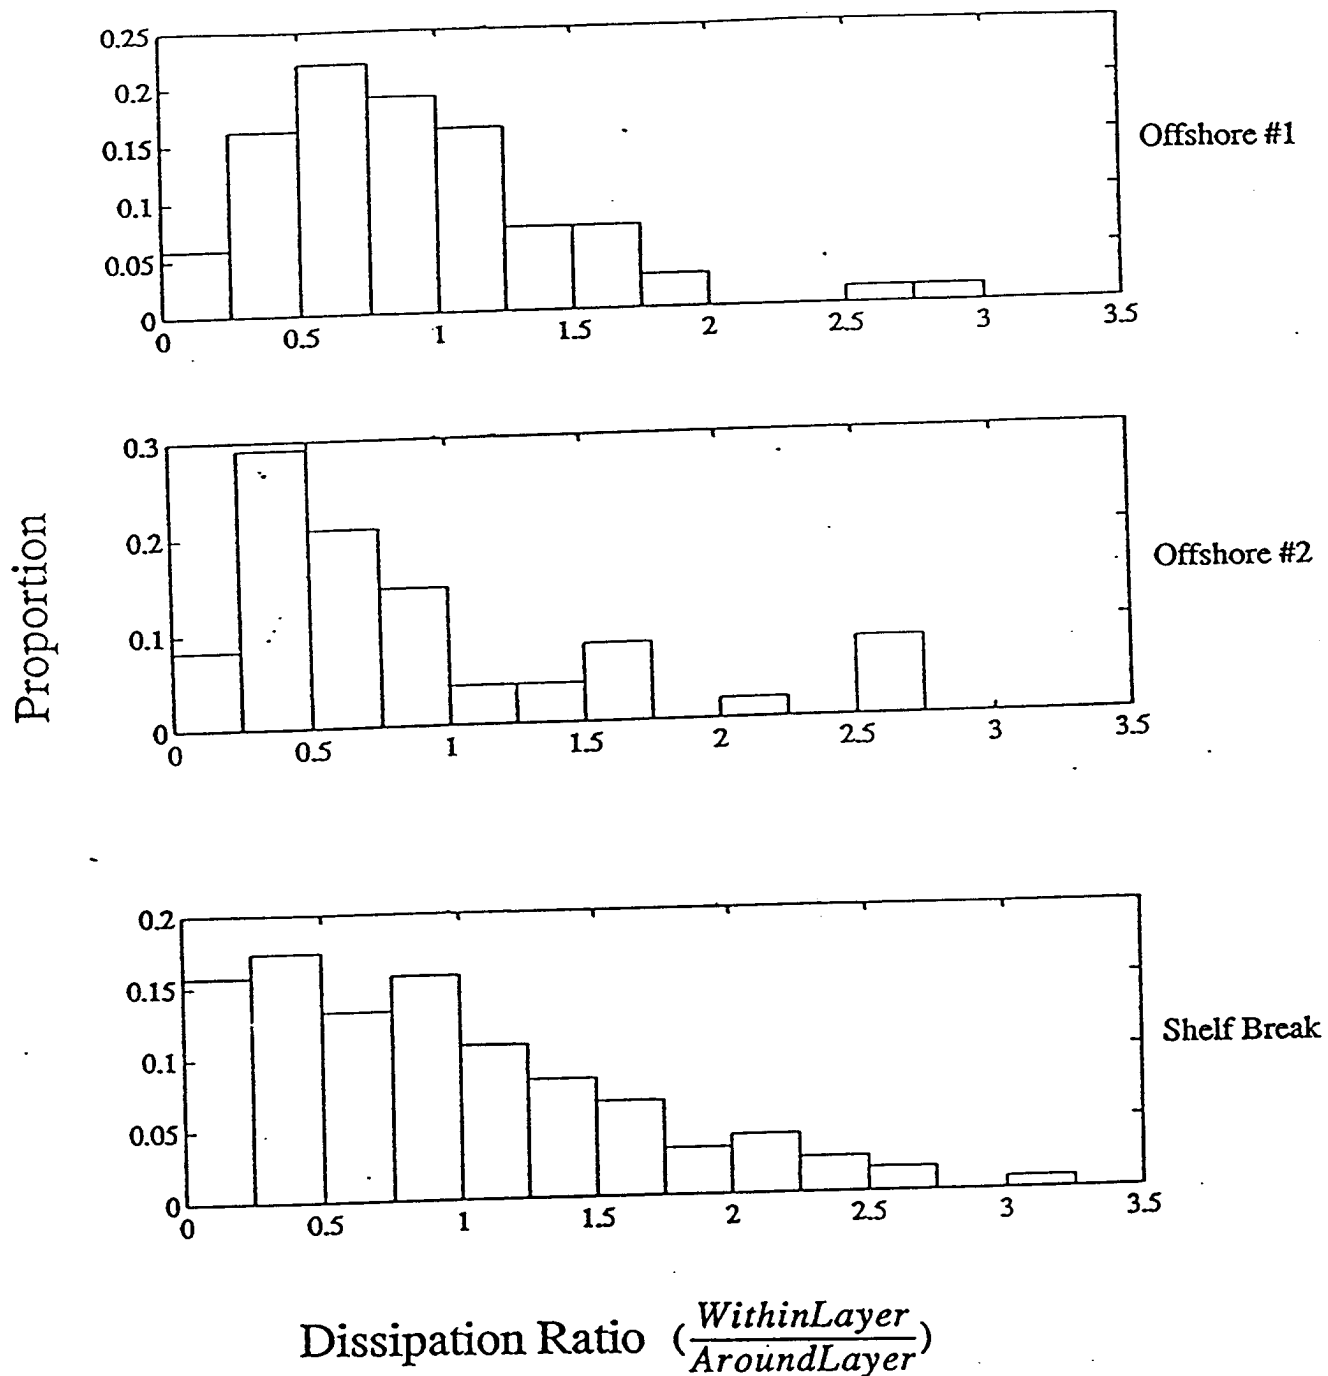 0.25
0.2
0.15
0.1
0.05
0
0 0.5 1 1.5 2 2.5 3 3.5
Offshore #1
0.3
0.2
0.1
0
0 0.5 1 1.5 2 2.5 3 3.5
Offshore #2
Proportion
0.2
0.15
0.1
0.05
0
0 0.5 1 1.5 2 2.5 3 3.5
Shelf Break
Dissipation Ratio (WithinLayer/AroundLayer)